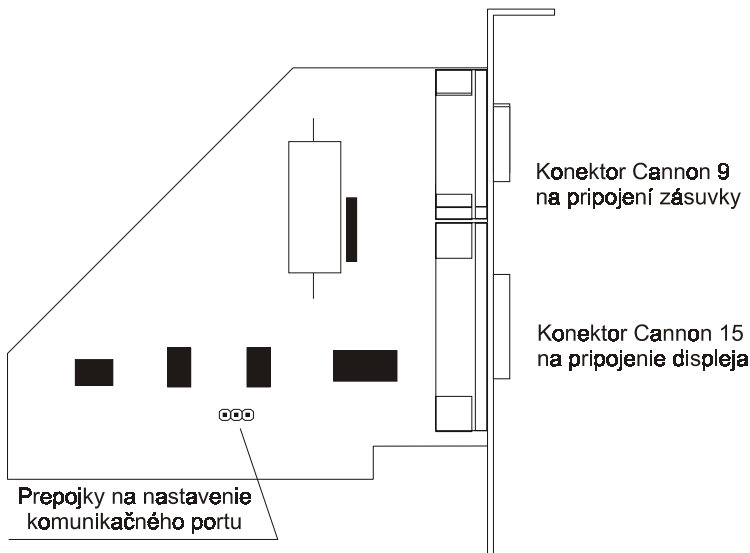 Konektor Cannon 9
na pripojení zásuvky
Konektor Cannon 15
na pripojenie displeja
Prepojky na nastavenie
komunikačného portu